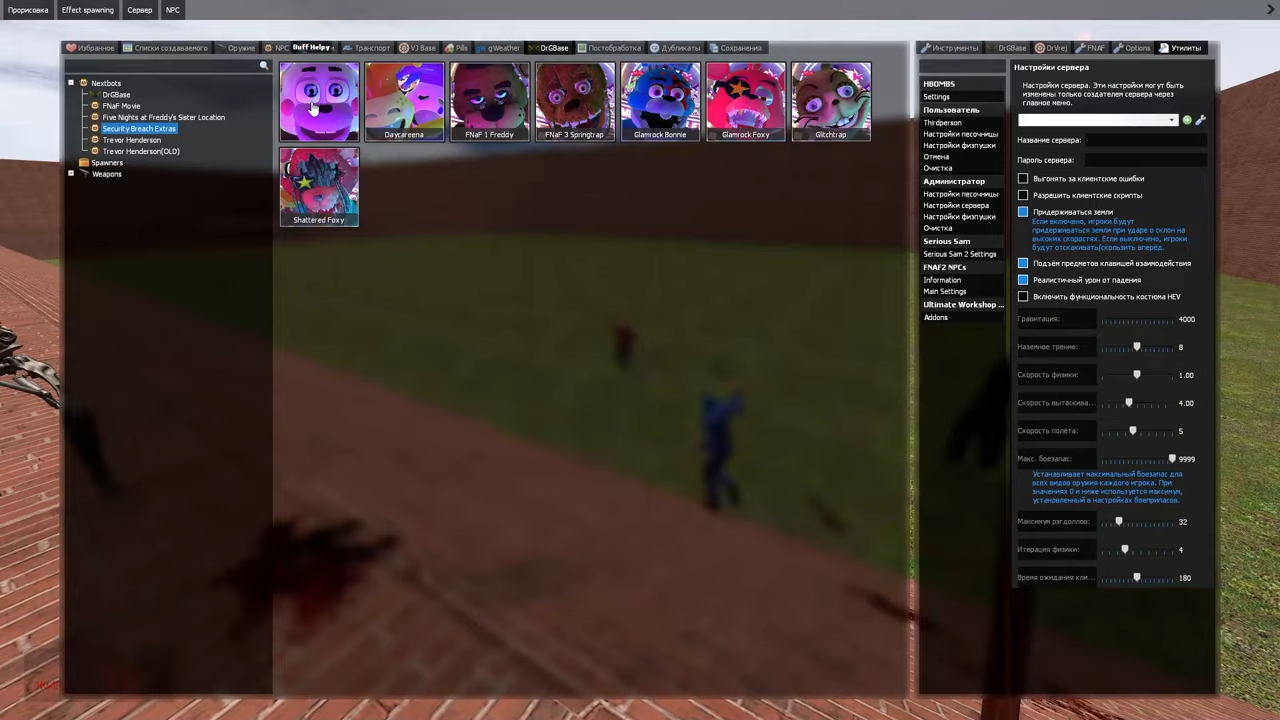 Прорисовка Effect spawning Сервер NPC
Избранное Списки создаваемого Оружие NPC Buff Helpy Транспорт VJ Base Pills gWeather DrGBase Постобработка Дубликаты Сохранения
Nextbots
DrGBase
FNaF Movie
Five Nights at Freddy's Sister Location
Security Breach Extras
Trevor Henderson
Trevor Henderson(OLD)
Spawners
Weapons
Daycareena FNAF 1 Freddy FNAF 3 Springtrap Glamrock Bonnie Glamrock Foxy Glitchtrap
Shattered Foxy
Инструменты DrGBase DrVrej FNAF Options Утилиты
HBOMBS
Settings
Пользователь
Thirdperson
Настройки песочницы
Настройки физпушки
Отмена
Очистка
Администратор
Настройки песочницы
Настройки сервера
Настройки физпушки
Очистка
Serious Sam
Serious Sam 2 Settings
FNAF2 NPCs
Information
Main Settings
Ultimate Workshop ...
Addons
Настройки сервера
Настройки сервера. Эти настройки могут быть
изменены только создателем сервера через
главное меню.
Название сервера:
Пароль сервера:
Выгонять за клиентские ошибки
Разрешить клиентские скрипты
Придерживаться земли
Если включено, игроки будут
придерживаться земли при ударе о склон на
высоких скоростях. Если выключено, игроки
будут отскакивать/скользить вперёд.
Подъём предметов клавишей взаимодействия
Реалистичный урон от падения
Включить функциональность костюма HEV
Гравитация: 4000
Наземное трение: 8
Скорость физики: 1.00
Скорость вытаскива... 4.00
Скорость полёта: 5
Макс. боезапас: 9999
Устанавливает максимальный боезапас для
всех видов оружия каждого игрока. При
значениях 0 и ниже используется максимум,
установленный в настройках боеприпасов.
Максимум рэгдоллов: 32
Итерация физики: 4
Время ожидания кли... 180